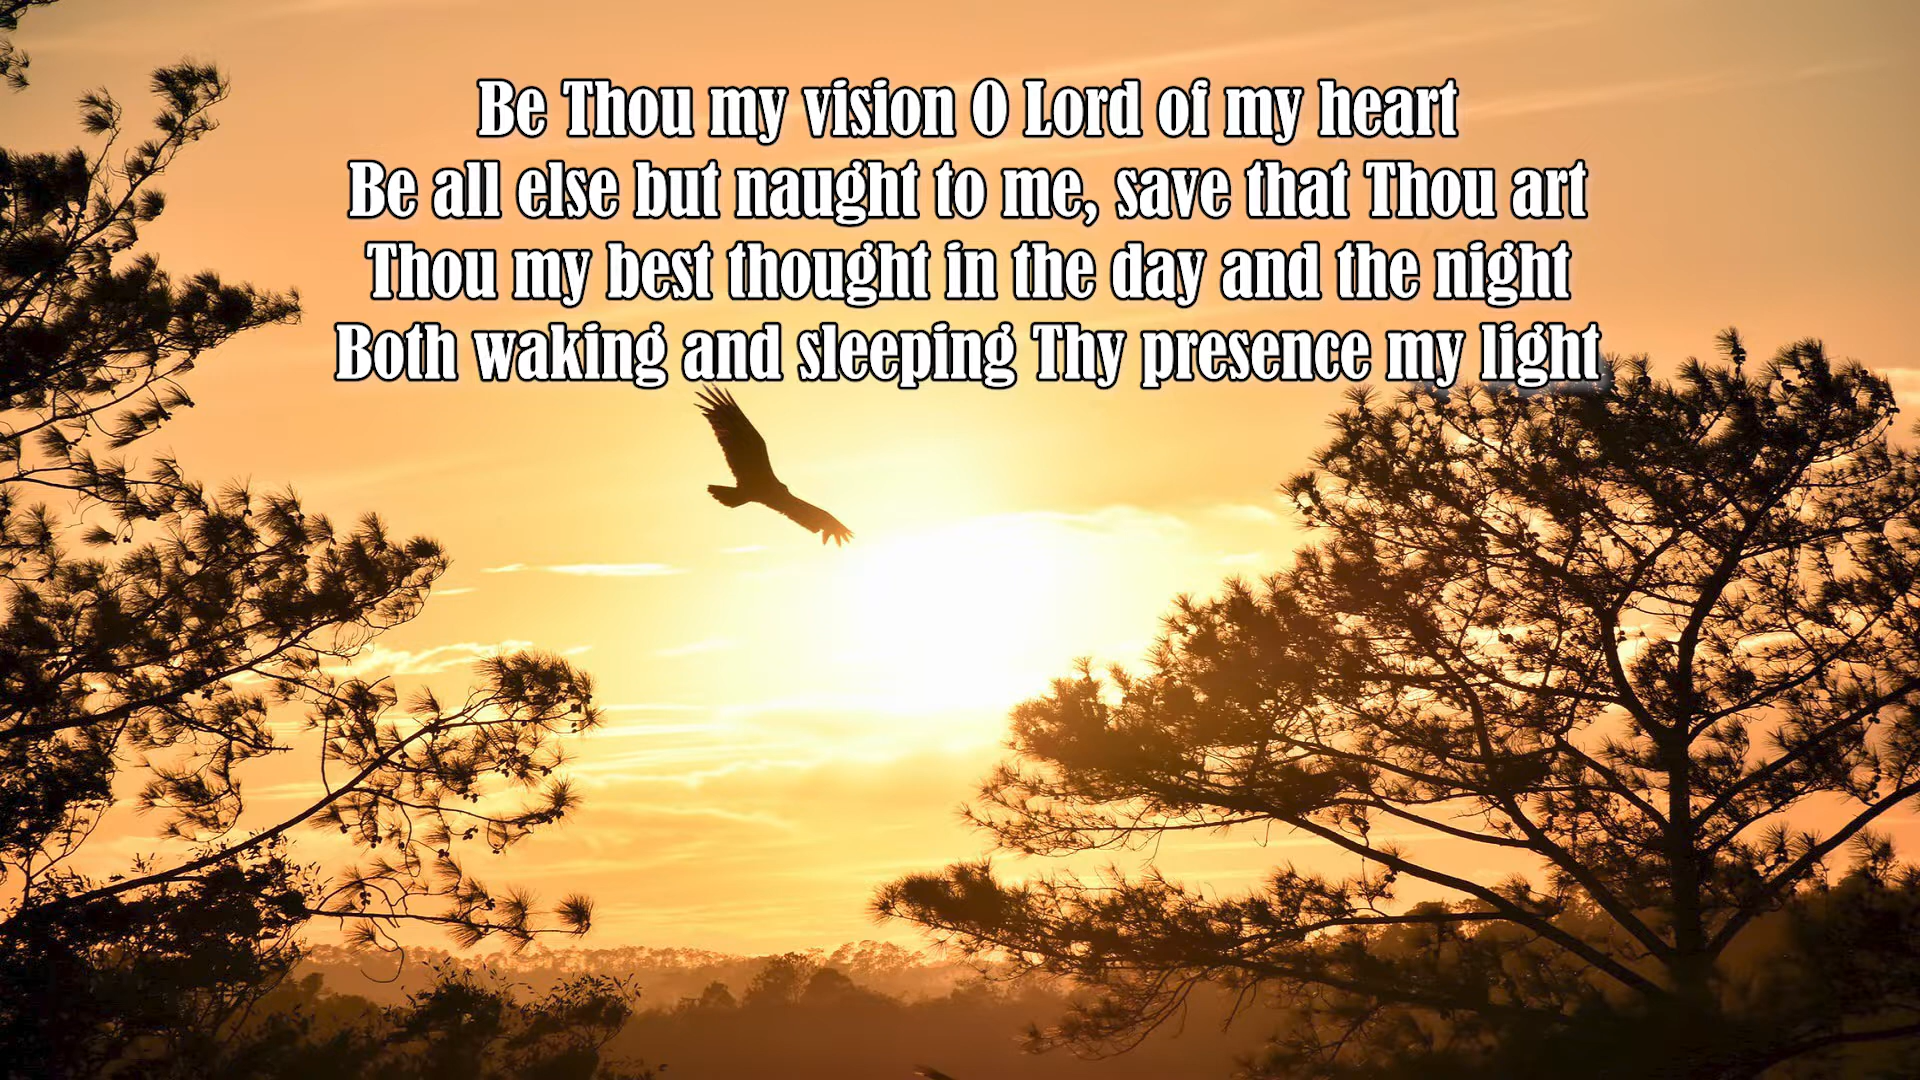 Be Thou my vision O Lord of my heart
Be all else but naught to me, save that Thou art
Thou my best thought in the day and the night
Both waking and sleeping Thy presence my light